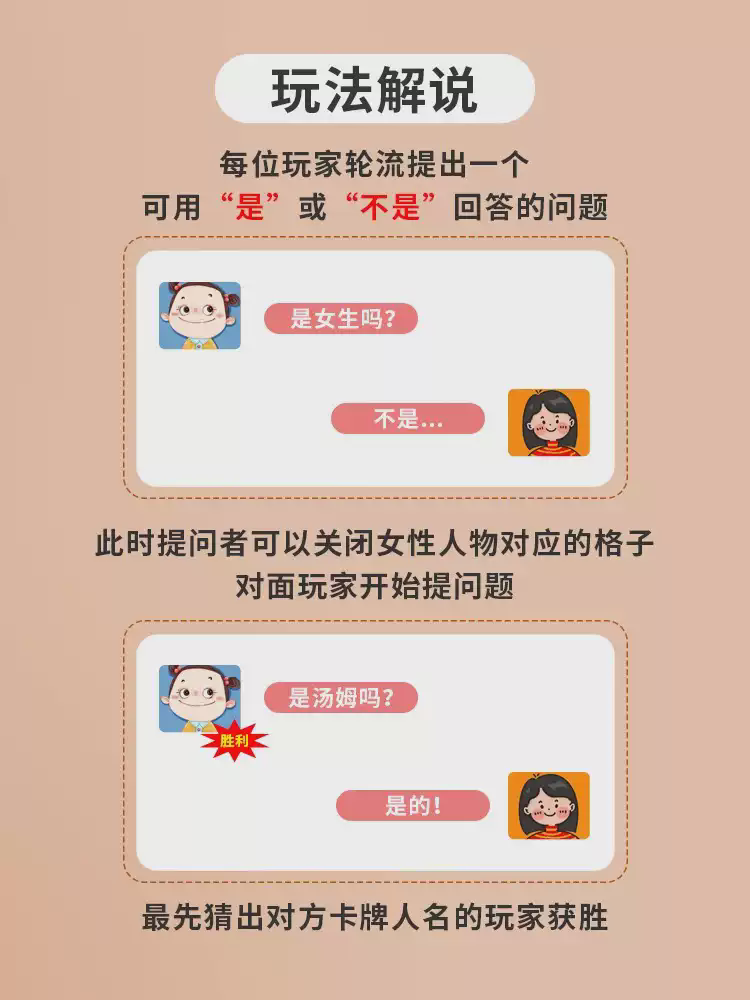 玩法解说
每位玩家轮流提出一个
可用“是”或“不是”回答的问题
是女生吗?
不是...
此时提问者可以关闭女性人物对应的格子
对面玩家开始提问题
是汤姆吗?
胜利
是的!
最先猜出对方卡牌人名的玩家获胜